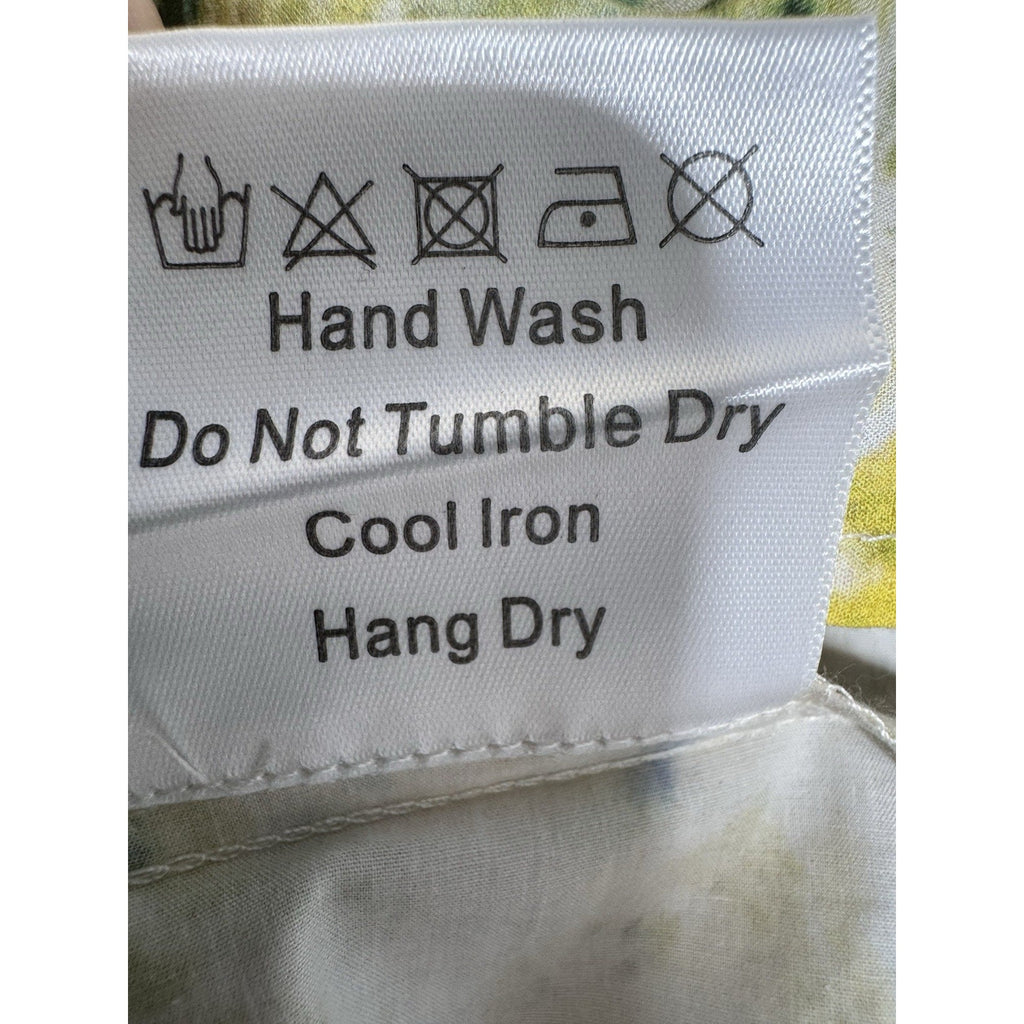 Hand Wash
Do Not Tumble Dry
Cool Iron
Hang Dry